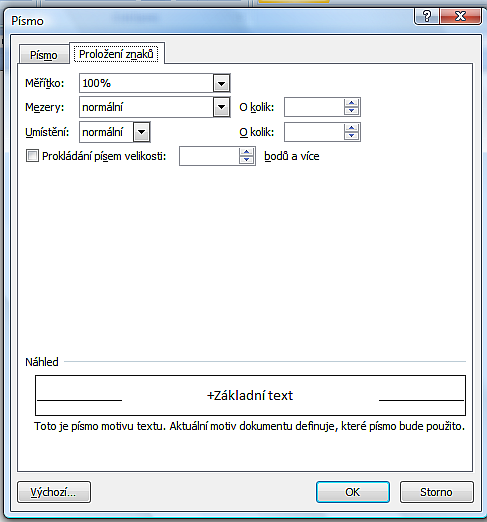 Písmo
Písmo Proložení znaků
Měřítko: 100%
Mezery: normální O kolik:
Umístění: normální O kolik:
Prokládání písem velikosti: bodů a více
Náhled
+Základní text
Toto je písmo motivu textu. Aktuální motiv dokumentu definuje, které písmo bude použito.
Výchozí... OK Storno